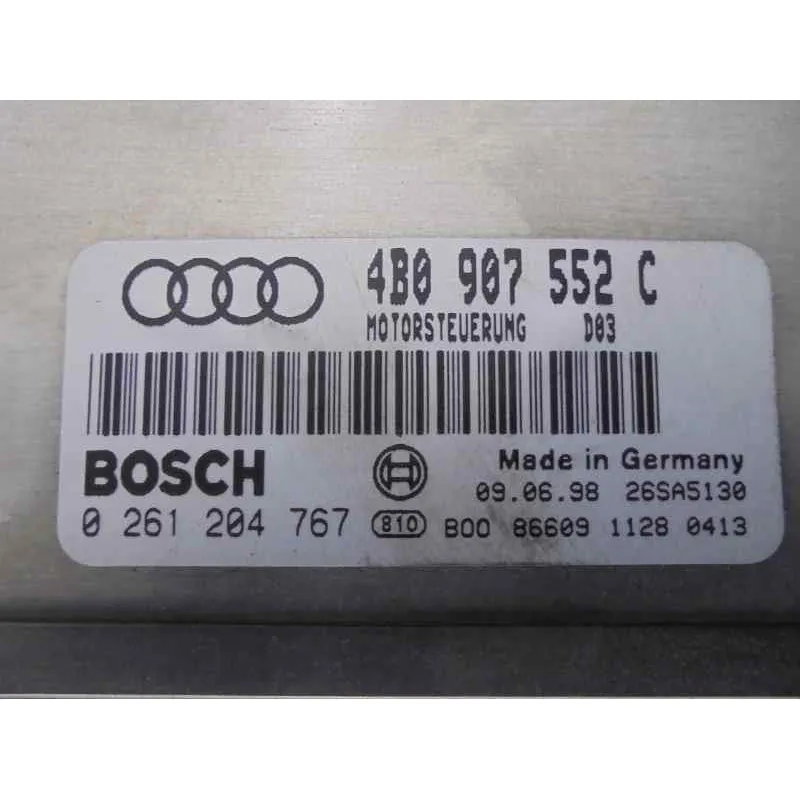 4B0 907 552 C
MOTORSTEUERUNG D03
BOSCH
Made in Germany
09.06.98 26SA5130
0 261 204 767 810 B00 86609 1128 0413